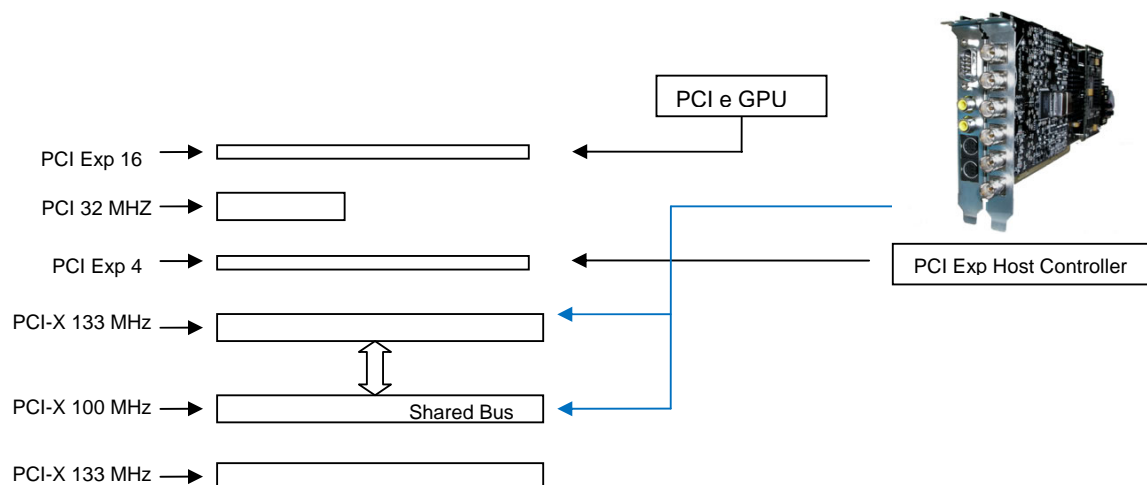 PCI e GPU
PCI Exp 16
PCI 32 MHZ
PCI Exp 4
PCI Exp Host Controller
PCI-X 133 MHz
PCI-X 100 MHz
Shared Bus
PCI-X 133 MHz